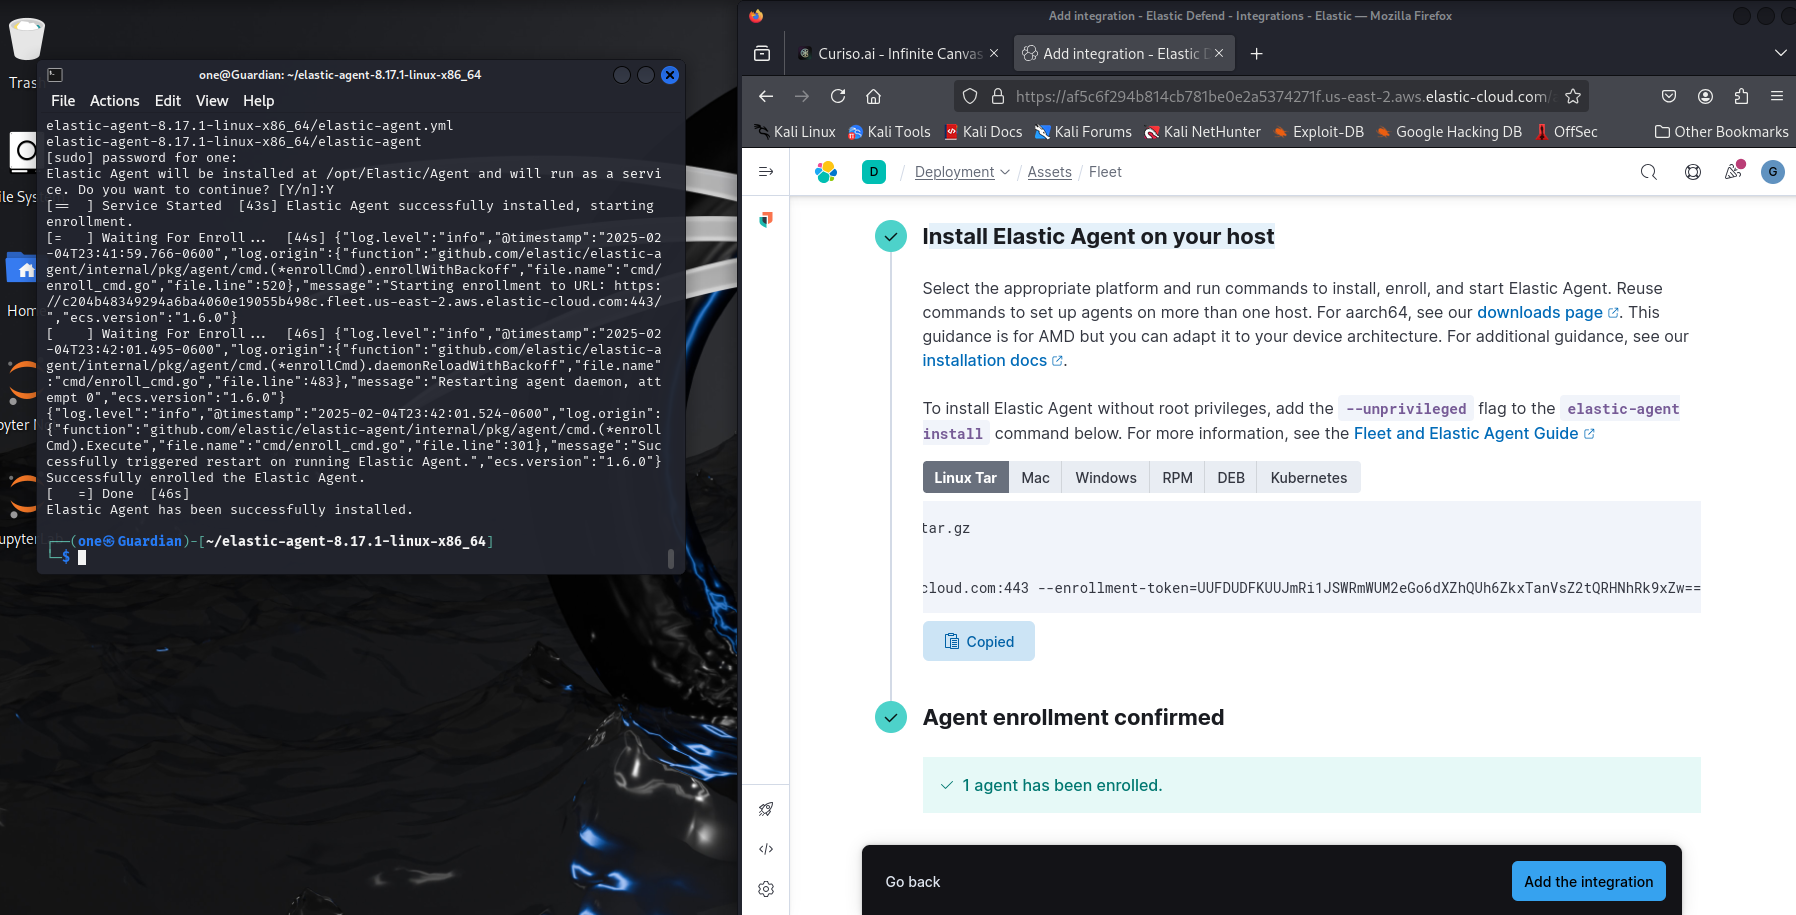 Trash
File System
Home
Jupyter
Jupyter
one@Guardian: ~/elastic-agent-8.17.1-linux-x86_64
File Actions Edit View Help
elastic-agent-8.17.1-linux-x86_64/elastic-agent.yml
elastic-agent-8.17.1-linux-x86_64/elastic-agent
[sudo] password for one:
Elastic Agent will be installed at /opt/Elastic/Agent and will run as a servi
ce. Do you want to continue? [Y/n]:Y
[==  ] Service Started  [43s] Elastic Agent successfully installed, starting
enrollment.
[=   ] Waiting For Enroll...  [44s] {"log.level":"info","@timestamp":"2025-02
-04T23:41:59.766-0600","log.origin":{"function":"github.com/elastic/elastic-a
gent/internal/pkg/agent/cmd.(*enrollCmd).enrollWithBackoff","file.name":"cmd/
enroll_cmd.go","file.line":520},"message":"Starting enrollment to URL: https:
//c204b48349294a6ba4060e19055b498c.fleet.us-east-2.aws.elastic-cloud.com:443/
","ecs.version":"1.6.0"}
[    ] Waiting For Enroll...  [46s] {"log.level":"info","@timestamp":"2025-02
-04T23:42:01.495-0600","log.origin":{"function":"github.com/elastic/elastic-a
gent/internal/pkg/agent/cmd.(*enrollCmd).daemonReloadWithBackoff","file.name"
:"cmd/enroll_cmd.go","file.line":483},"message":"Restarting agent daemon, att
empt 0","ecs.version":"1.6.0"}
{"log.level":"info","@timestamp":"2025-02-04T23:42:01.524-0600","log.origin":
{"function":"github.com/elastic/elastic-agent/internal/pkg/agent/cmd.(*enroll
Cmd).Execute","file.name":"cmd/enroll_cmd.go","file.line":301},"message":"Suc
cessfully triggered restart on running Elastic Agent.","ecs.version":"1.6.0"}
Successfully enrolled the Elastic Agent.
[   =] Done  [46s]
Elastic Agent has been successfully installed.
┌──(one㉿Guardian)-[~/elastic-agent-8.17.1-linux-x86_64]
└─$
Add integration - Elastic Defend - Integrations - Elastic — Mozilla Firefox
Curiso.ai - Infinite Canvas
Add integration - Elastic D
https://af5c6f294b814cb781be0e2a5374271f.us-east-2.aws.elastic-cloud.com/
Kali Linux Kali Tools Kali Docs Kali Forums Kali NetHunter Exploit-DB Google Hacking DB OffSec Other Bookmarks
D / Deployment / Assets / Fleet G
Install Elastic Agent on your host
Select the appropriate platform and run commands to install, enroll, and start Elastic Agent. Reuse
commands to set up agents on more than one host. For aarch64, see our downloads page. This
guidance is for AMD but you can adapt it to your device architecture. For additional guidance, see our
installation docs.
To install Elastic Agent without root privileges, add the --unprivileged flag to the elastic-agent
install command below. For more information, see the Fleet and Elastic Agent Guide
Linux Tar Mac Windows RPM DEB Kubernetes
tar.gz
cloud.com:443 --enrollment-token=UUFDUDFKUUJmRi1JSWRmWUM2eGo6dXZhQUh6ZkxTanVsZ2tQRHNhRk9xZw==
Copied
Agent enrollment confirmed
1 agent has been enrolled.
Go back
Add the integration